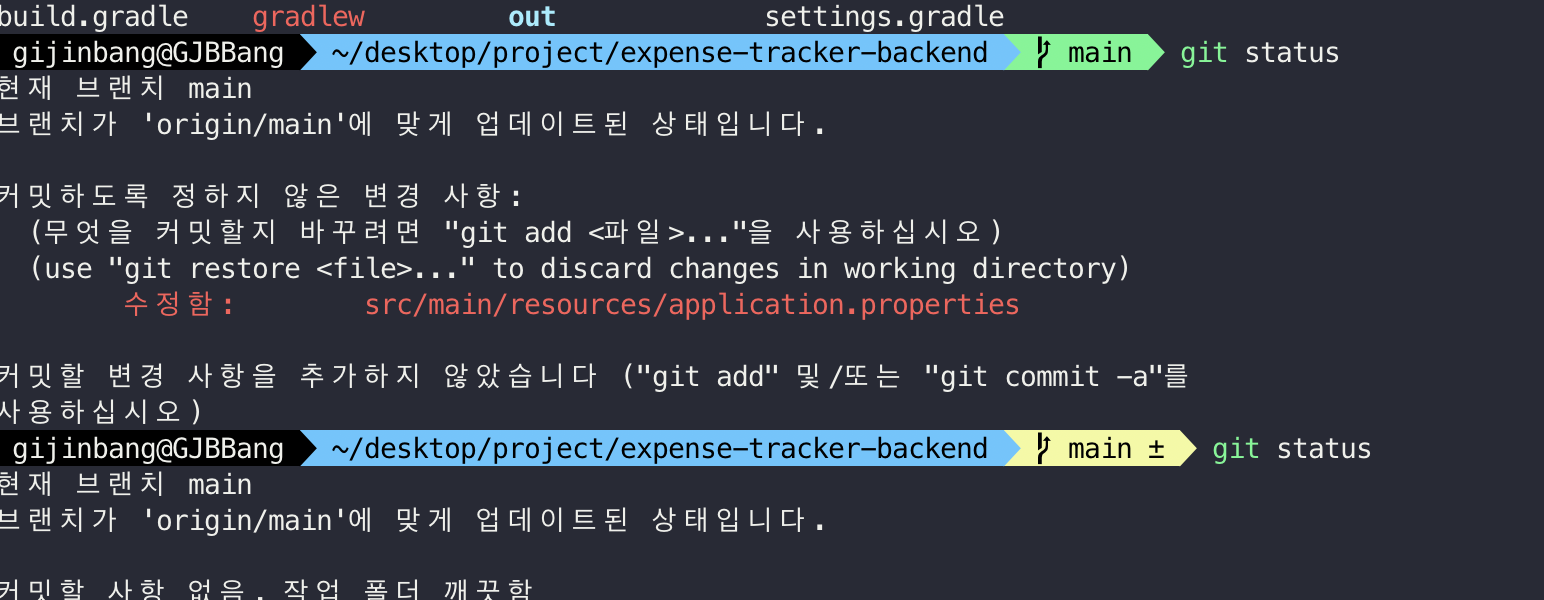 build.gradle    gradlew         out             settings.gradle
gijinbang@GJBBang ~/desktop/project/expense-tracker-backend main git status
현재 브랜치 main
브랜치가 'origin/main'에 맞게 업데이트된 상태입니다.
커밋하도록 정하지 않은 변경 사항:
  (무엇을 커밋할지 바꾸려면 "git add <파일>..."을 사용하십시오)
  (use "git restore <file>..." to discard changes in working directory)
        수정함:        src/main/resources/application.properties
커밋할 변경 사항을 추가하지 않았습니다 ("git add" 및/또는 "git commit -a"를
사용하십시오)
gijinbang@GJBBang ~/desktop/project/expense-tracker-backend main ± git status
현재 브랜치 main
브랜치가 'origin/main'에 맞게 업데이트된 상태입니다.
커밋할 사항 없음, 작업 폴더 깨끗함